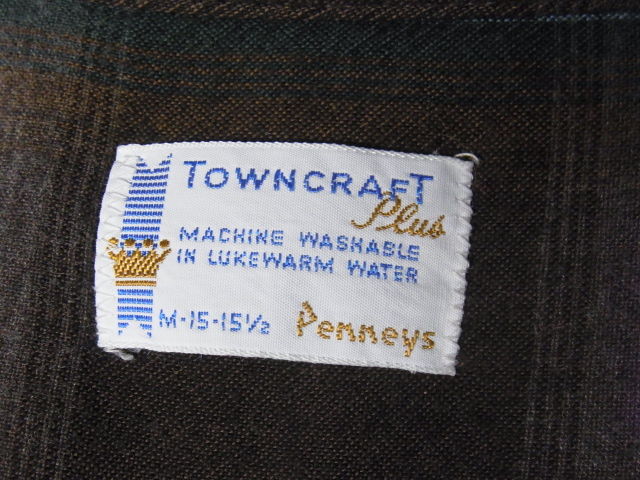 TOWNCRAFT
Plus
MACHINE WASHABLE
IN LUKEWARM WATER
M-15-15½
Penneys